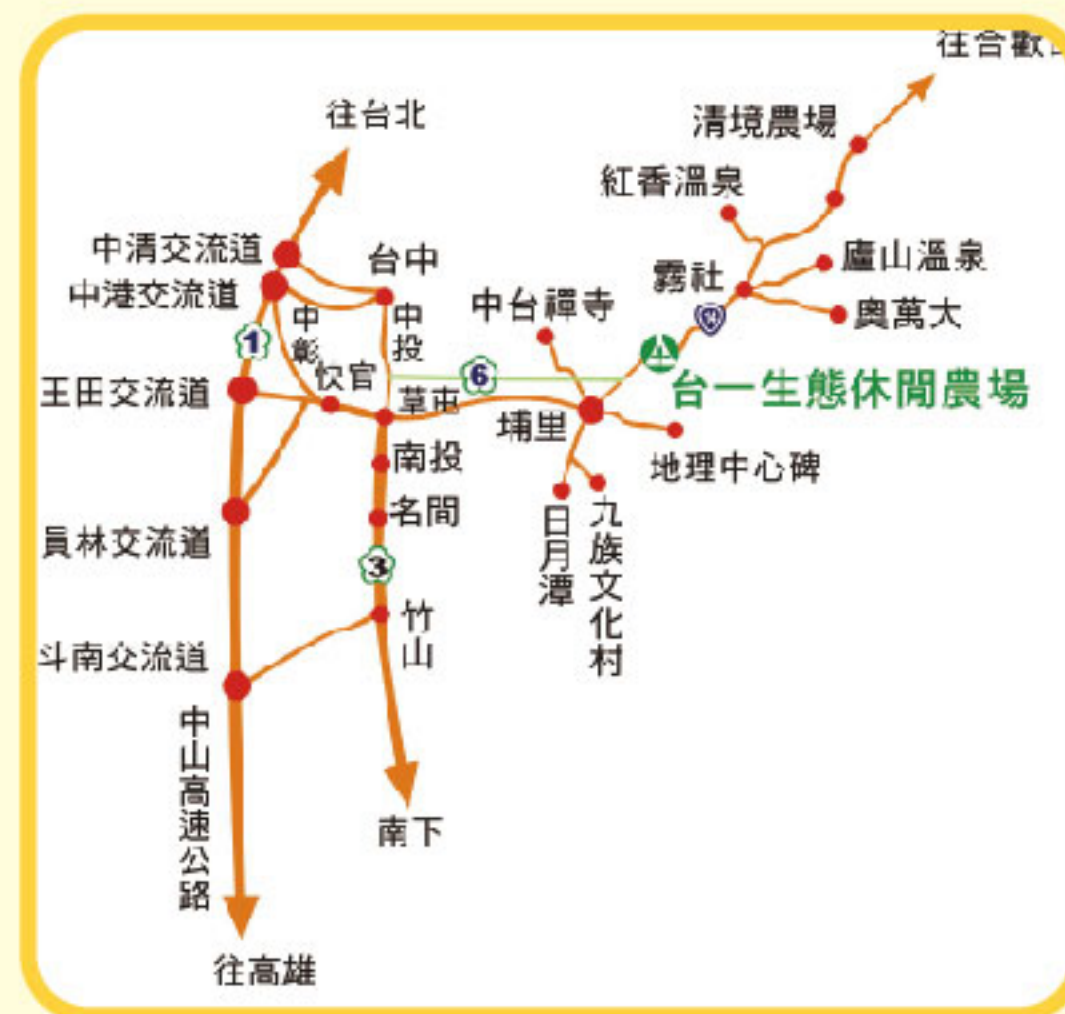 往合歡
往台北
清境農場
紅香溫泉
中清交流道
台中
廬山溫泉
霧社
中港交流道
中台禪寺
奧萬大
中彰
中投
14
1
快官
6
王田交流道
草屯
台一生態休閒農場
埔里
南投
地理中心碑
名間
員林交流道
日月潭
九族文化村
3
竹山
斗南交流道
中山高速公路
南下
往高雄